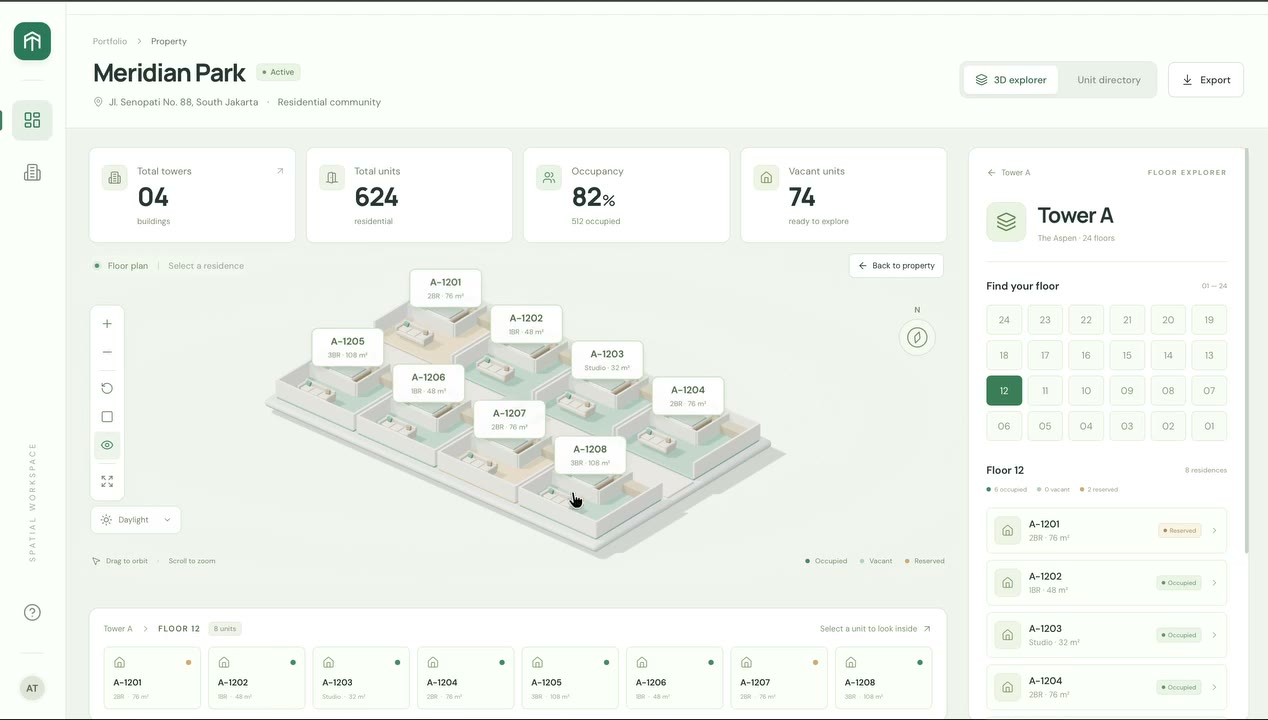 Portfolio > Property
Meridian Park
Active
Jl. Senopati No. 88, South Jakarta · Residential community
3D explorer
Unit directory
Export
Total towers
04
buildings
Total units
624
residential
Occupancy
82%
512 occupied
Vacant units
74
ready to explore
Floor plan | Select a residence
Back to property
N
A-1201
2BR · 76 m²
A-1202
1BR · 48 m²
A-1205
3BR · 108 m²
A-1203
Studio · 32 m²
A-1206
1BR · 48 m²
A-1204
2BR · 76 m²
A-1207
2BR · 76 m²
A-1208
3BR · 108 m²
Daylight
Drag to orbit · Scroll to zoom
Occupied
Vacant
Reserved
SPATIAL WORKSPACE
AT
Tower A > FLOOR 12
8 units
Select a unit to look inside
A-1201
2BR · 76 m²
A-1202
1BR · 48 m²
A-1203
Studio · 32 m²
A-1204
2BR · 76 m²
A-1205
3BR · 108 m²
A-1206
1BR · 48 m²
A-1207
2BR · 76 m²
A-1208
3BR · 108 m²
Tower A
FLOOR EXPLORER
Tower A
The Aspen · 24 floors
Find your floor
01 — 24
24 23 22 21 20 19
18 17 16 15 14 13
12 11 10 09 08 07
06 05 04 03 02 01
Floor 12
8 residences
6 occupied
0 vacant
2 reserved
A-1201
2BR · 76 m²
Reserved
A-1202
1BR · 48 m²
Occupied
A-1203
Studio · 32 m²
Occupied
A-1204
2BR · 76 m²
Occupied